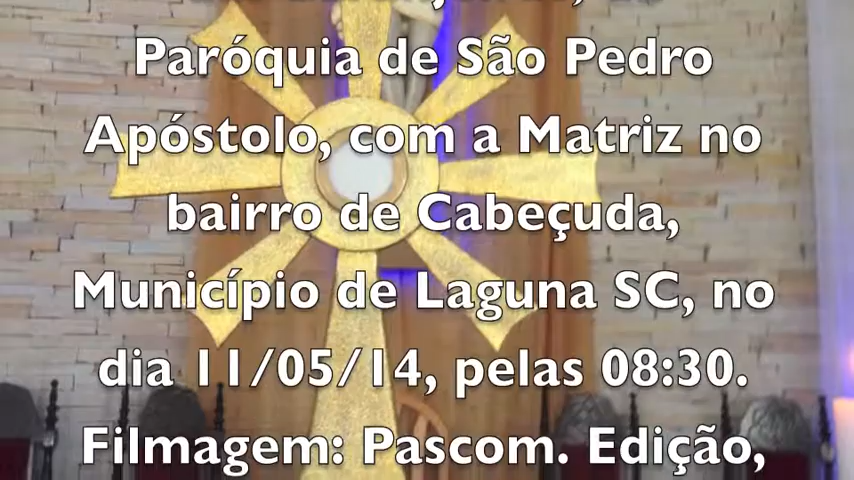 Paróquia de São Pedro
Apóstolo, com a Matriz no
bairro de Cabeçuda,
Município de Laguna SC, no
dia 11/05/14, pelas 08:30.
Filmagem: Pascom. Edição,